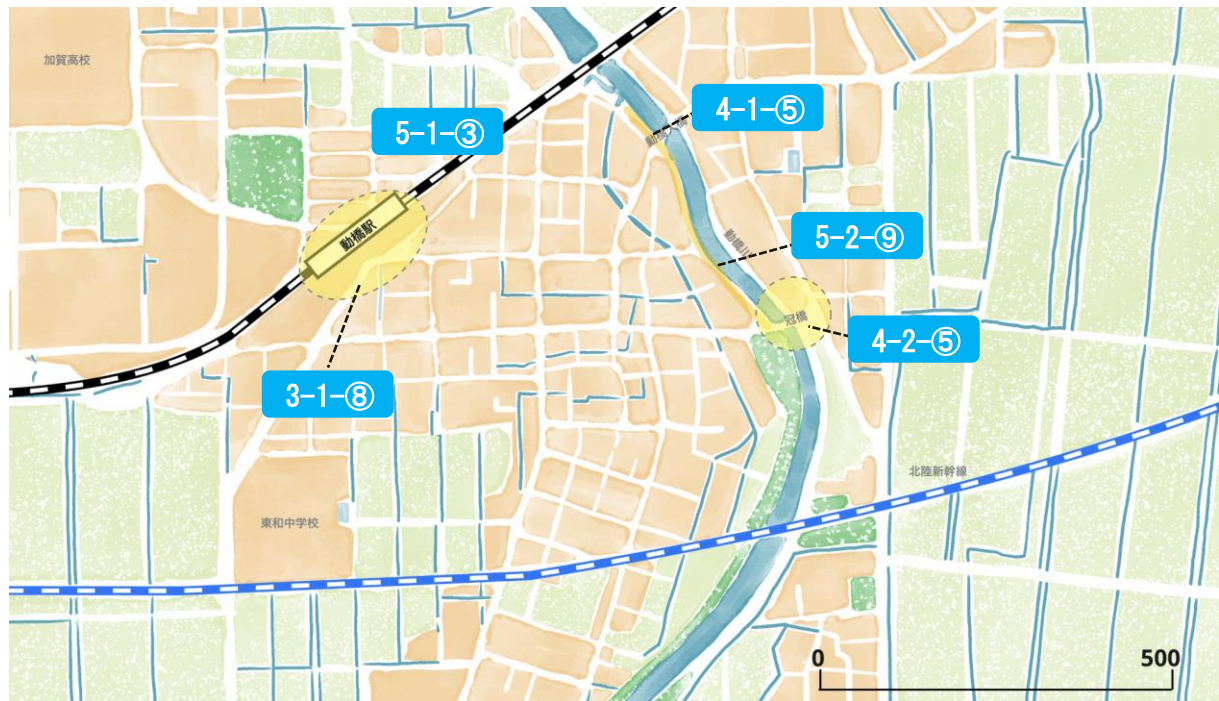 加賀高校
4-1-⑤
5-1-③
動橋駅
5-2-⑨
動橋川
冠橋
4-2-⑤
3-1-⑧
北陸新幹線
東和中学校
0
500